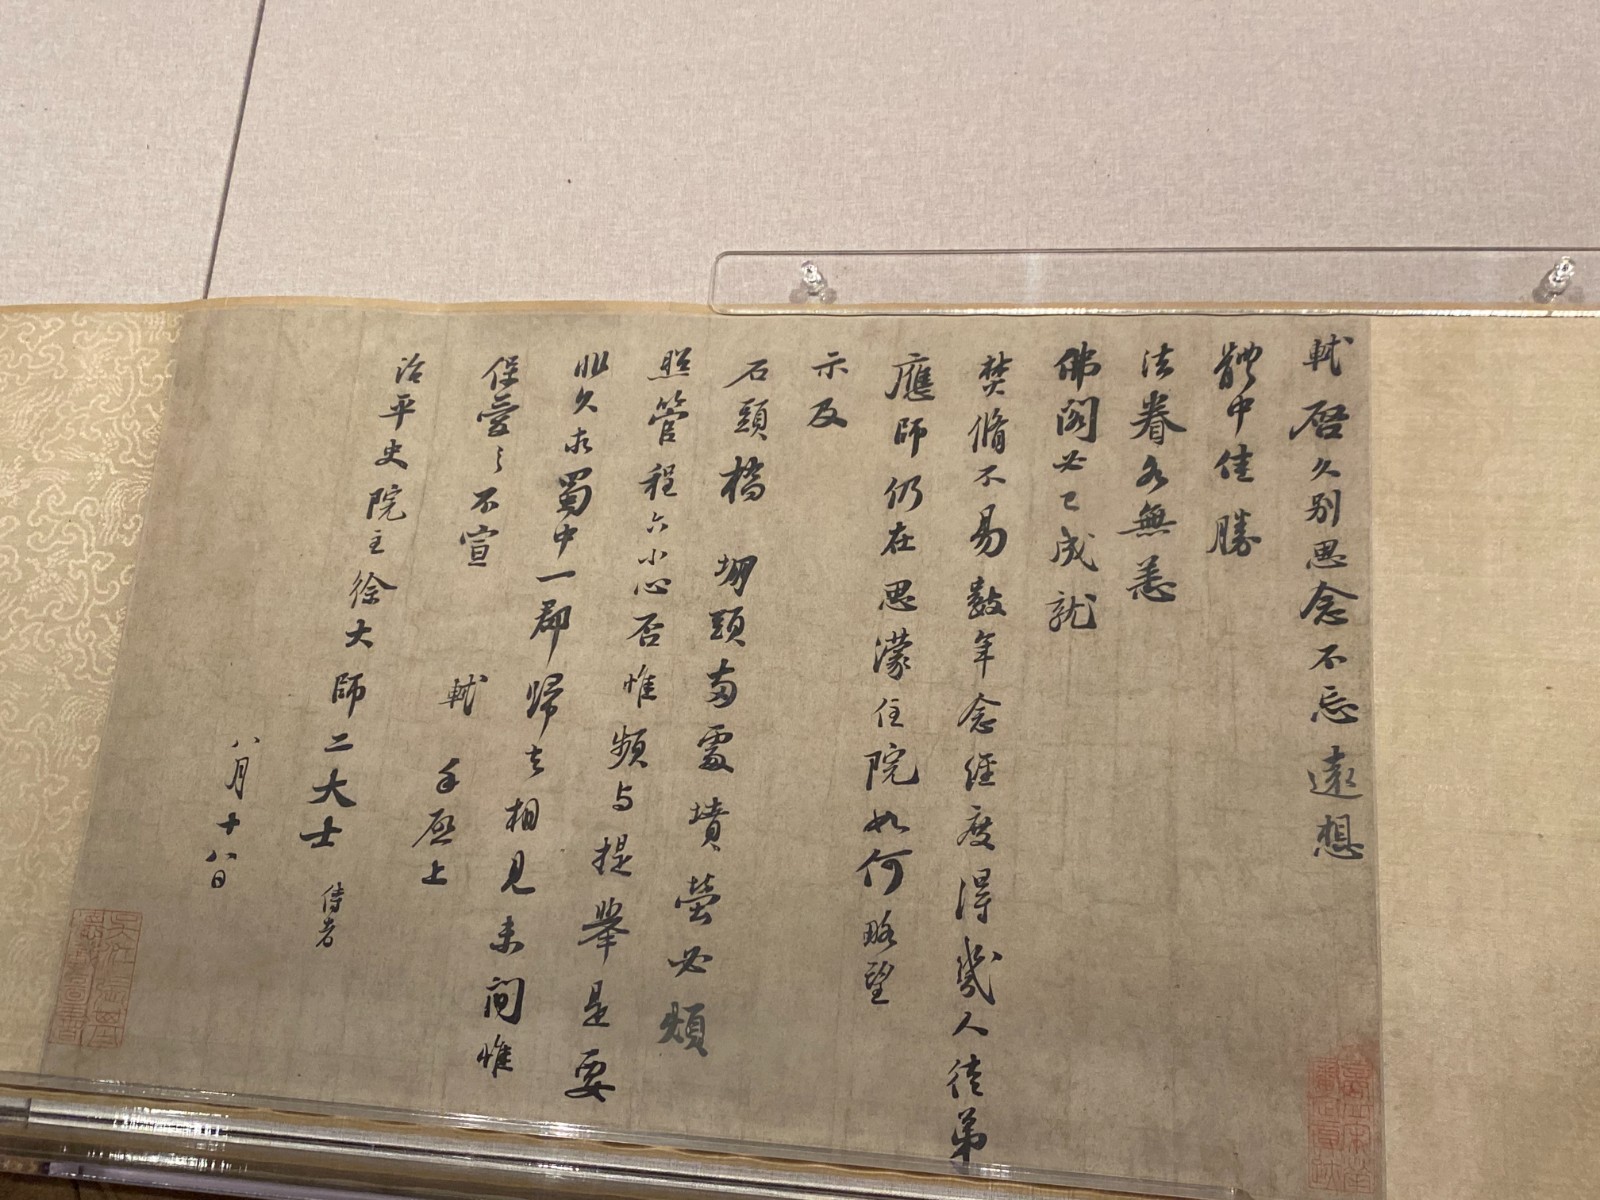 軾啓久别思念不忘遠想
體中佳勝
法眷各無恙
佛閣必已成就
焚脩不易數年念經度得幾人徒弟
應師仍在思濛住院如何略望
示及
石頭橋 堋頭兩處墳塋必煩
照管程六小心否惟頻与提舉是要
非久求蜀中一郡歸去相見未間惟
保愛之不宣 軾 手啓上
治平史院主徐大師二大士 侍者
八月十八日